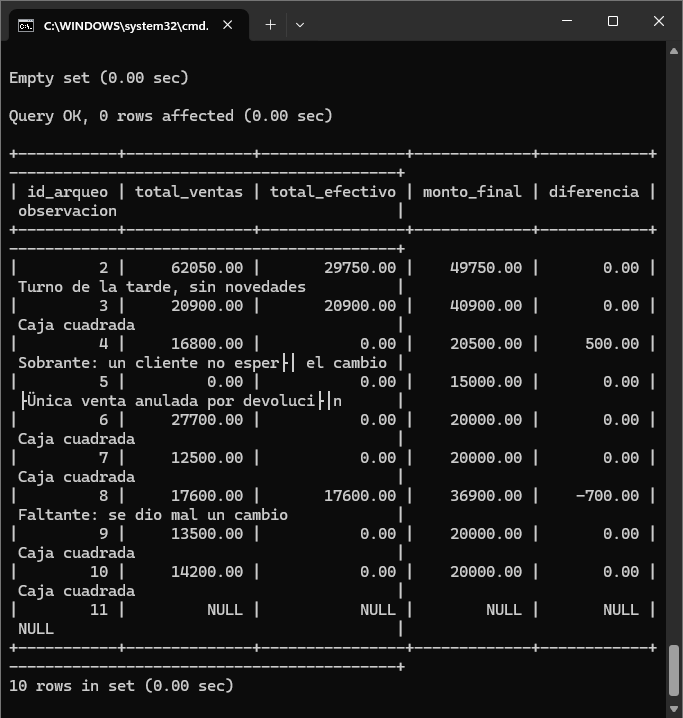 C:\WINDOWS\system32\cmd.
Empty set (0.00 sec)
Query OK, 0 rows affected (0.00 sec)
+-----------+--------------+----------------+-------------+------------+
-------------------------------------------+
| id_arqueo | total_ventas | total_efectivo | monto_final | diferencia |
 observacion                               |
+-----------+--------------+----------------+-------------+------------+
-------------------------------------------+
|         2 |     62050.00 |       29750.00 |    49750.00 |       0.00 |
 Turno de la tarde, sin novedades          |
|         3 |     20900.00 |       20900.00 |    40900.00 |       0.00 |
 Caja cuadrada                             |
|         4 |     16800.00 |           0.00 |    20500.00 |     500.00 |
 Sobrante: un cliente no esper├│ el cambio |
|         5 |         0.00 |           0.00 |    15000.00 |       0.00 |
 ├Ünica venta anulada por devoluci├│n      |
|         6 |     27700.00 |           0.00 |    20000.00 |       0.00 |
 Caja cuadrada                             |
|         7 |     12500.00 |           0.00 |    20000.00 |       0.00 |
 Caja cuadrada                             |
|         8 |     17600.00 |       17600.00 |    36900.00 |    -700.00 |
 Faltante: se dio mal un cambio            |
|         9 |     13500.00 |           0.00 |    20000.00 |       0.00 |
 Caja cuadrada                             |
|        10 |     14200.00 |           0.00 |    20000.00 |       0.00 |
 Caja cuadrada                             |
|        11 |         NULL |           NULL |        NULL |       NULL |
 NULL                                      |
+-----------+--------------+----------------+-------------+------------+
-------------------------------------------+
10 rows in set (0.00 sec)